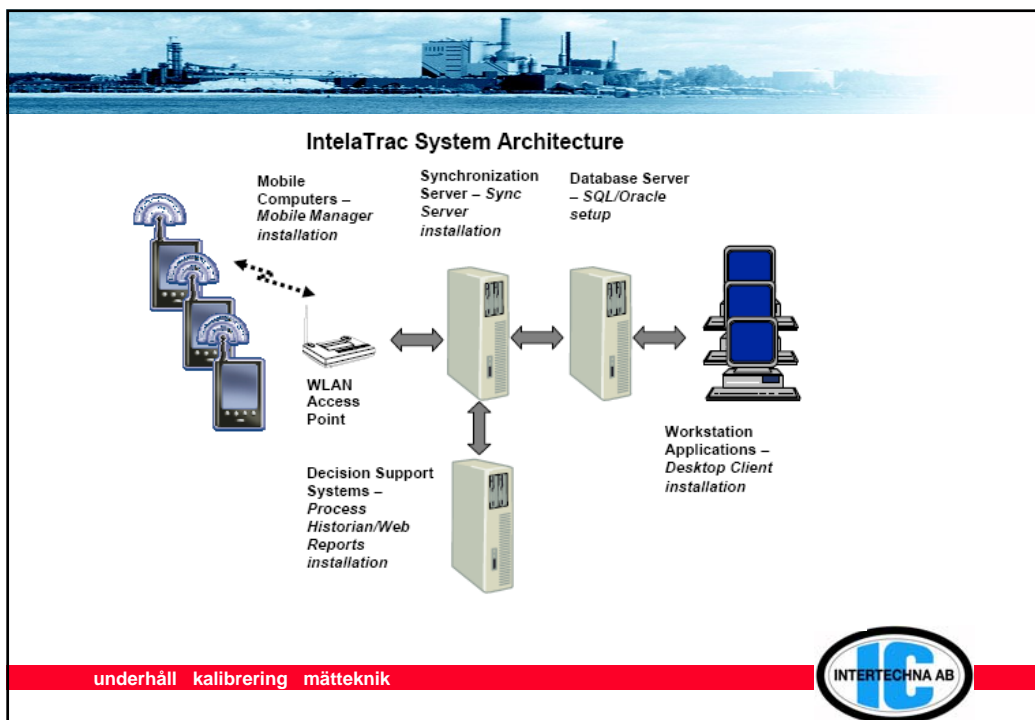 IntelaTrac System Architecture
Mobile
Computers –
Mobile Manager
installation
Synchronization
Server – Sync
Server
installation
Database Server
– SQL/Oracle
setup
WLAN
Access
Point
Decision Support
Systems –
Process
Historian/Web
Reports
installation
Workstation
Applications –
Desktop Client
installation
underhåll kalibrering mätteknik
IC
INTERTECHNA AB